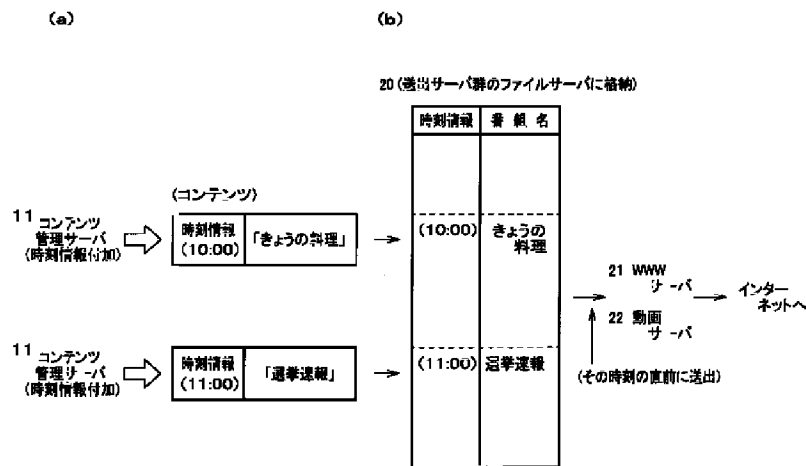 (a)
(b)
20 (送出サーバ群のファイルサーバに格納)
時刻情報 番 組 名
(コンテンツ)
11 コンテンツ
管理サーバ
(時刻情報付加)
時刻情報
(10:00)
「きょうの料理」
(10:00) きょうの
料理
21 WWW
サーバ
22 動画
サーバ
インター
ネットへ
11 コンテンツ
管理サーバ
(時刻情報付加)
時刻情報
(11:00)
「選挙速報」
(11:00) 選挙速報
(その時刻の直前に送出)